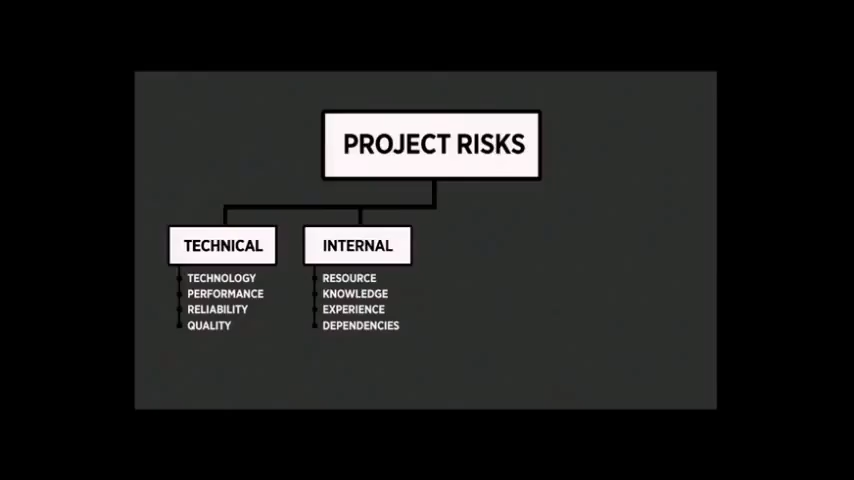 PROJECT RISKS
TECHNICAL
TECHNOLOGY
PERFORMANCE
RELIABILITY
QUALITY
INTERNAL
RESOURCE
KNOWLEDGE
EXPERIENCE
DEPENDENCIES